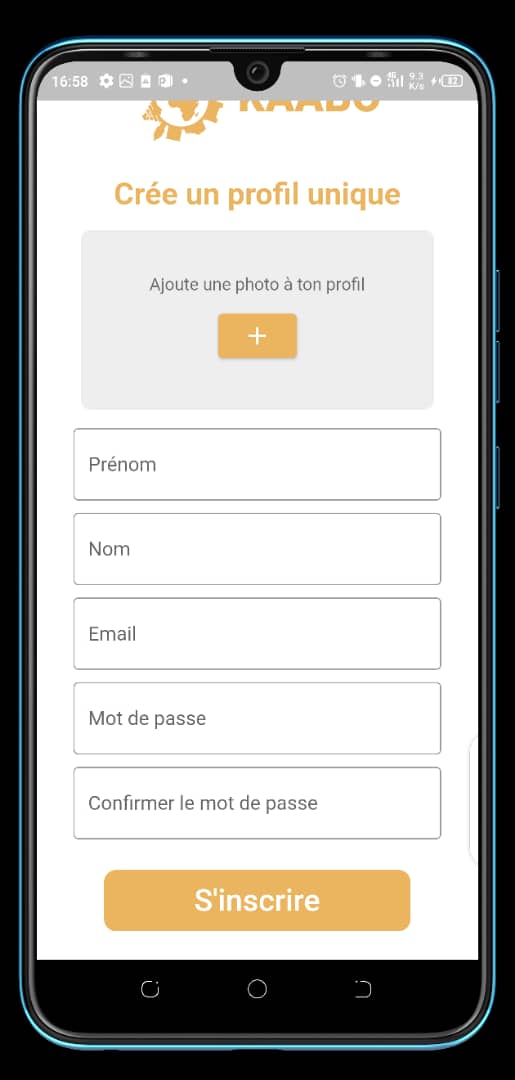 16:58
4G 9.3 K/s 82
KAABO
Crée un profil unique
Ajoute une photo à ton profil
+
Prénom
Nom
Email
Mot de passe
Confirmer le mot de passe
S'inscrire